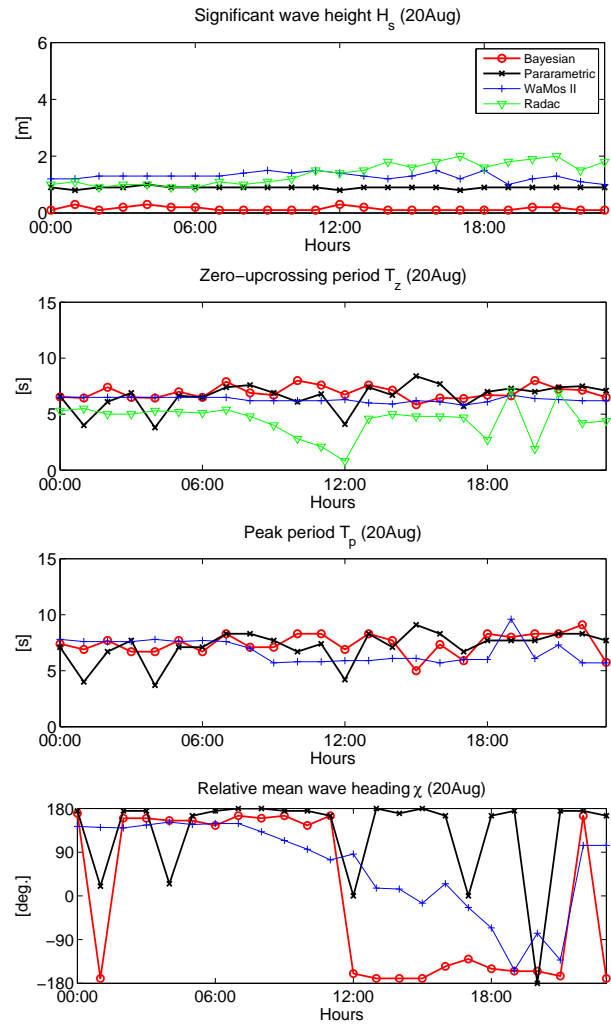 Significant wave height H_s (20Aug)
6
4
2
0
[m]
00:00 06:00 12:00 18:00
Hours
Bayesian
Pararametric
WaMos II
Radac
Zero−upcrossing period T_z (20Aug)
15
10
5
0
[s]
00:00 06:00 12:00 18:00
Hours
Peak period T_p (20Aug)
15
10
5
0
[s]
00:00 06:00 12:00 18:00
Hours
Relative mean wave heading χ (20Aug)
180
90
0
−90
−180
[deg.]
00:00 06:00 12:00 18:00
Hours